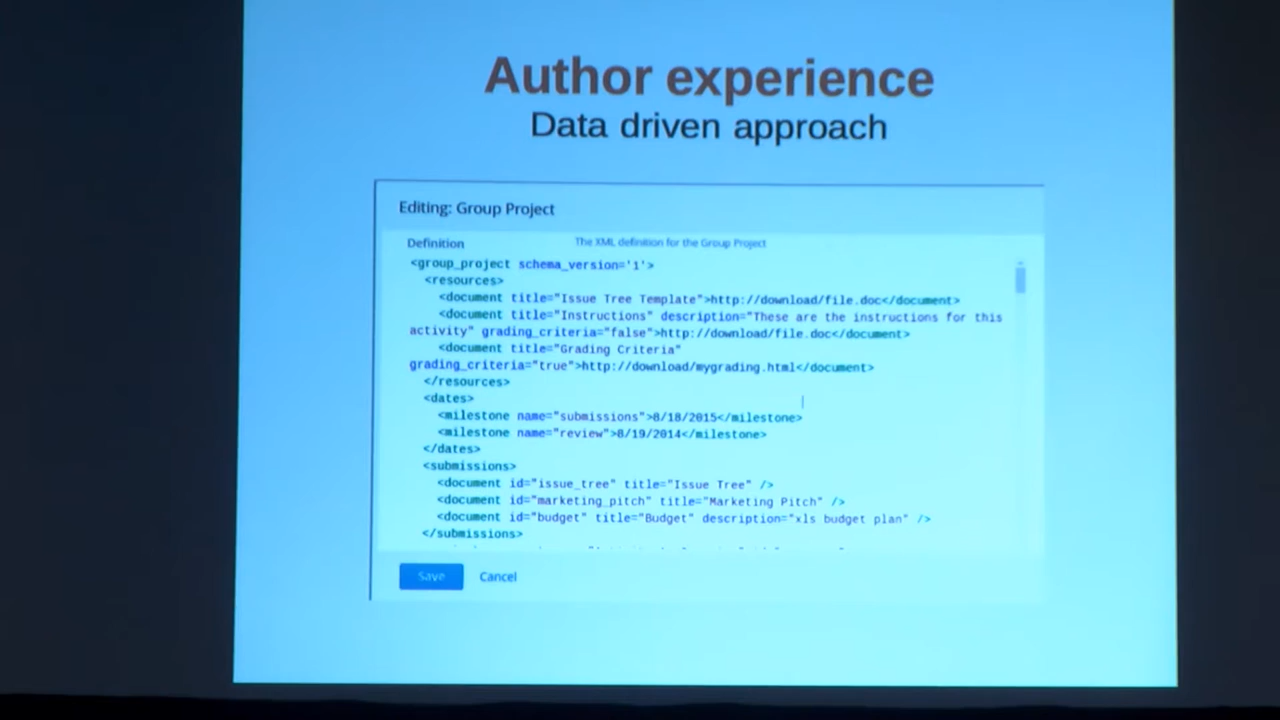 Author experience
Data driven approach
Editing: Group Project
Definition The XML definition for the Group Project
<group_project schema_version='1'>
<resources>
<document title="Issue Tree Template">http://download/file.doc</document>
<document title="Instructions" description="These are the instructions for this
activity" grading_criteria="false">http://download/file.doc</document>
<document title="Grading Criteria"
grading_criteria="true">http://download/mygrading.html</document>
</resources>
<dates>
<milestone name="submissions">8/18/2015</milestone>
<milestone name="review">8/19/2014</milestone>
</dates>
<submissions>
<document id="issue_tree" title="Issue Tree" />
<document id="marketing_pitch" title="Marketing Pitch" />
<document id="budget" title="Budget" description="xls budget plan" />
</submissions>
Save Cancel